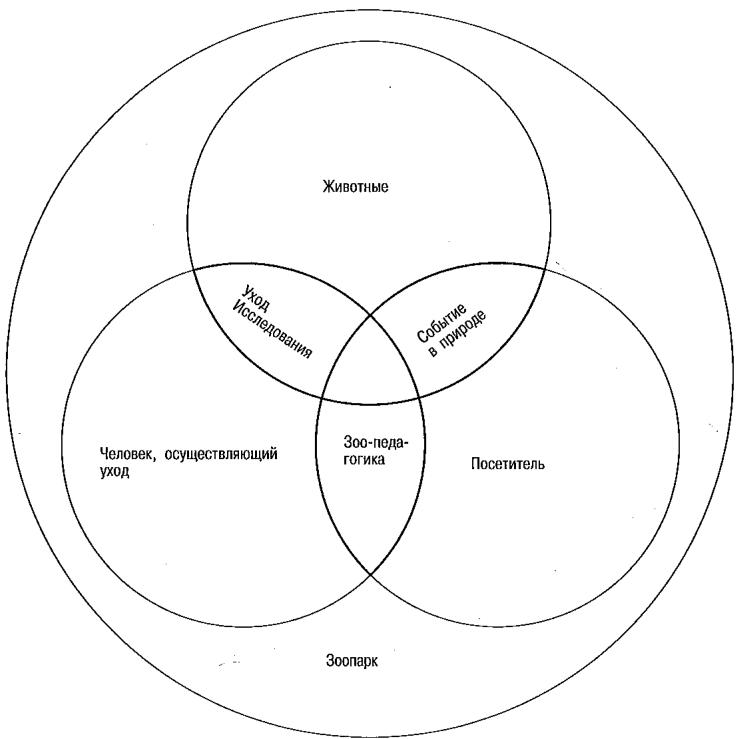 Животные
Уход
Исследования
Событие
в природе
Человек, осуществляющий
уход
Зоо-педа-
гогика
Посетитель
Зоопарк